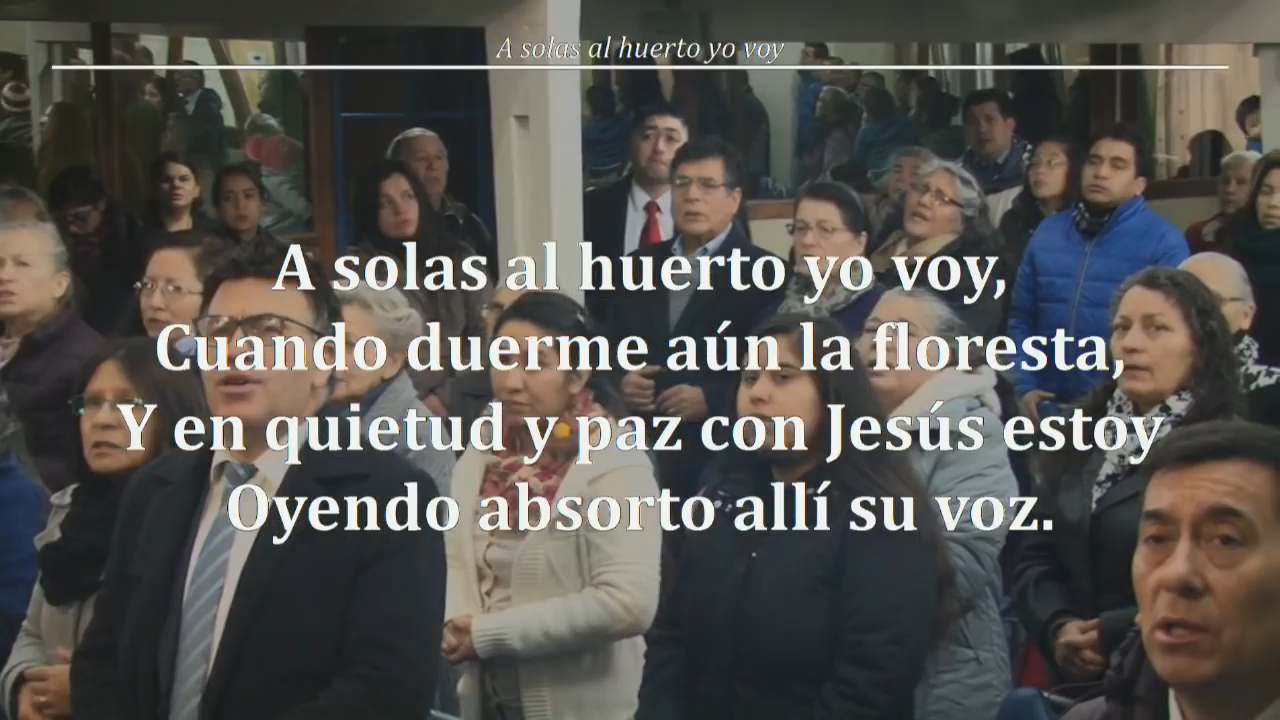 A solas al huerto yo voy
A solas al huerto yo voy,
Cuando duerme aún la floresta,
Y en quietud y paz con Jesús estoy
Oyendo absorto allí su voz.